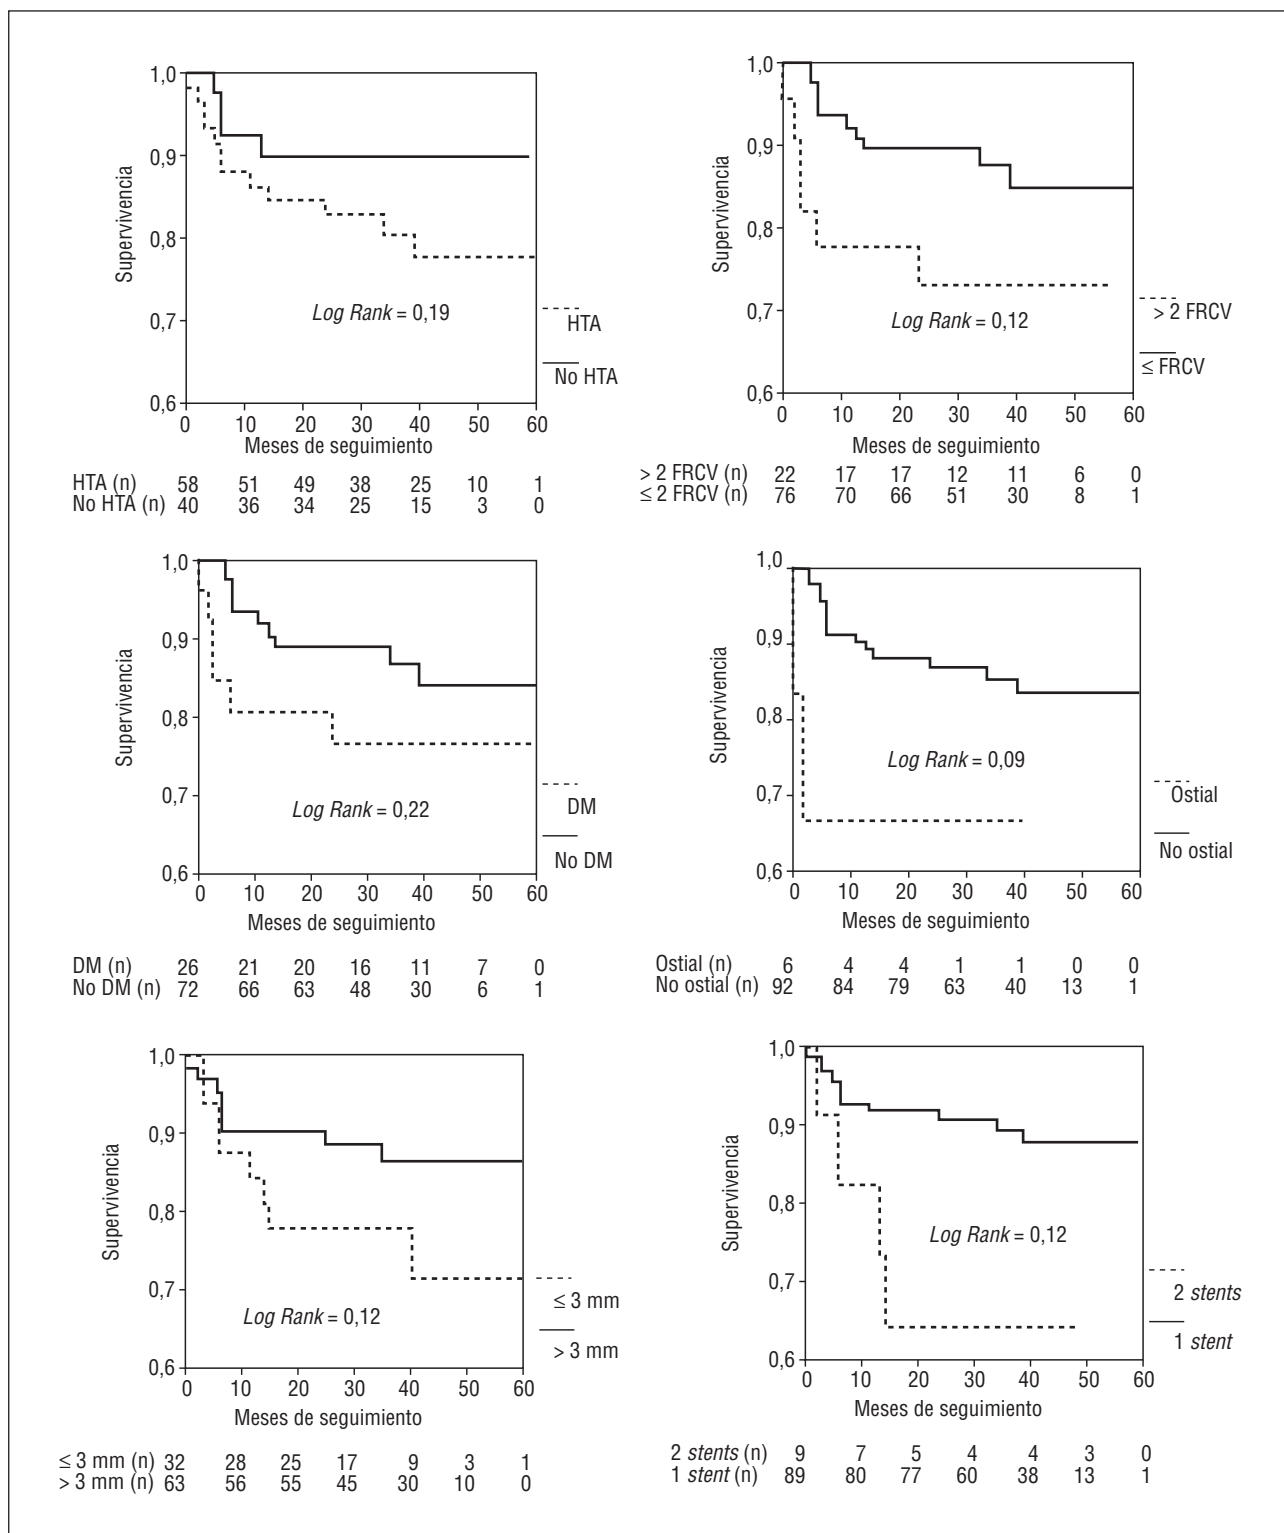 1,0
0,9
0,8
0,7
0,6
Supervivencia
Log Rank = 0,19
HTA
No HTA
0 10 20 30 40 50 60
Meses de seguimiento
HTA (n) 58 51 49 38 25 10 1
No HTA (n) 40 36 34 25 15 3 0
1,0
0,9
0,8
0,7
0,6
Supervivencia
Log Rank = 0,12
> 2 FRCV
≤ FRCV
0 10 20 30 40 50 60
Meses de seguimiento
> 2 FRCV (n) 22 17 17 12 11 6 0
≤ 2 FRCV (n) 76 70 66 51 30 8 1
1,0
0,9
0,8
0,7
0,6
Supervivencia
Log Rank = 0,22
DM
No DM
0 10 20 30 40 50 60
Meses de seguimiento
DM (n) 26 21 20 16 11 7 0
No DM (n) 72 66 63 48 30 6 1
1,0
0,9
0,8
0,7
0,6
Supervivencia
Log Rank = 0,09
Ostial
No ostial
0 10 20 30 40 50 60
Meses de seguimiento
Ostial (n) 6 4 4 1 1 0 0
No ostial (n) 92 84 79 63 40 13 1
1,0
0,9
0,8
0,7
0,6
Supervivencia
Log Rank = 0,12
≤ 3 mm
> 3 mm
0 10 20 30 40 50 60
Meses de seguimiento
≤ 3 mm (n) 32 28 25 17 9 3 1
> 3 mm (n) 63 56 55 45 30 10 0
1,0
0,9
0,8
0,7
0,6
Supervivencia
Log Rank = 0,12
2 stents
1 stent
0 10 20 30 40 50 60
Meses de seguimiento
2 stents (n) 9 7 5 4 4 3 0
1 stent (n) 89 80 77 60 38 13 1